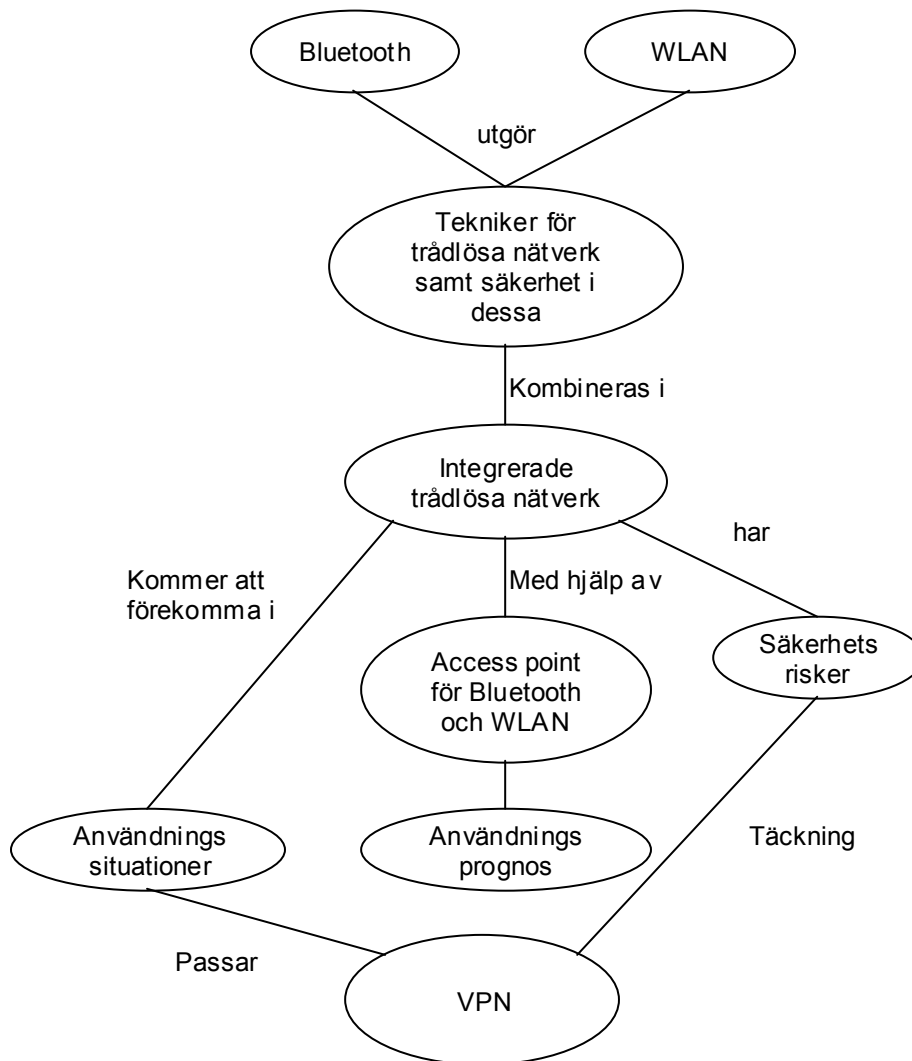 Bluetooth
WLAN
utgör
Tekniker för
trådlösa nätverk
samt säkerhet i
dessa
Kombineras i
Integrerade
trådlösa nätverk
har
Kommer att
förekomma i
Med hjälp av
Säkerhets
risker
Access point
för Bluetooth
och WLAN
Användnings
situationer
Användnings
prognos
Täckning
Passar
VPN